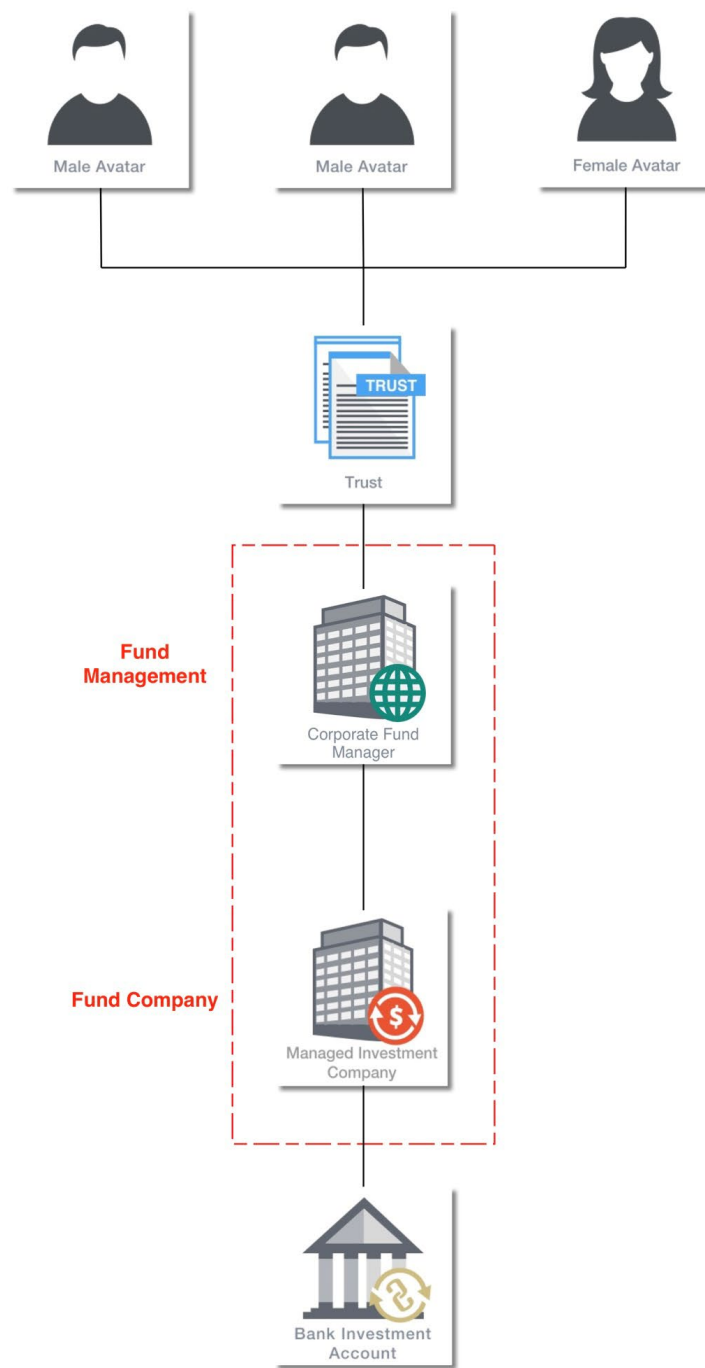 Male Avatar
Male Avatar
Female Avatar
TRUST
Trust
Fund
Management
Corporate Fund
Manager
Fund Company
$
Managed Investment
Company
Bank Investment
Account